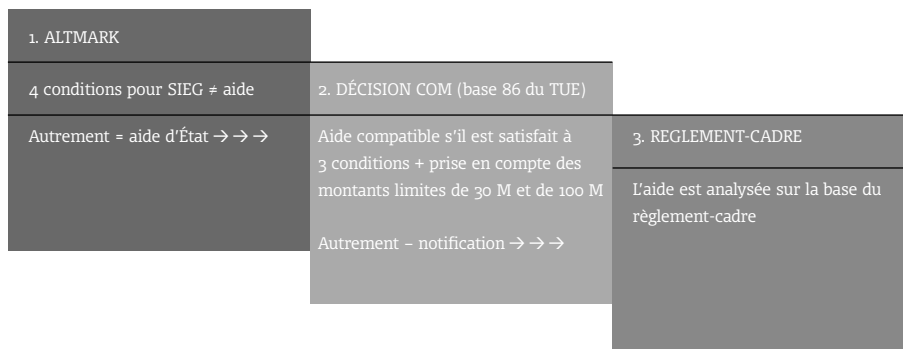 1. ALTMARK
4 conditions pour SIEG ≠ aide
Autrement = aide d'État → → →
2. DÉCISION COM (base 86 du TUE)
Aide compatible s'il est satisfait à
3 conditions + prise en compte des
montants limites de 30 M et de 100 M
Autrement – notification → → →
3. REGLEMENT-CADRE
L'aide est analysée sur la base du
règlement-cadre